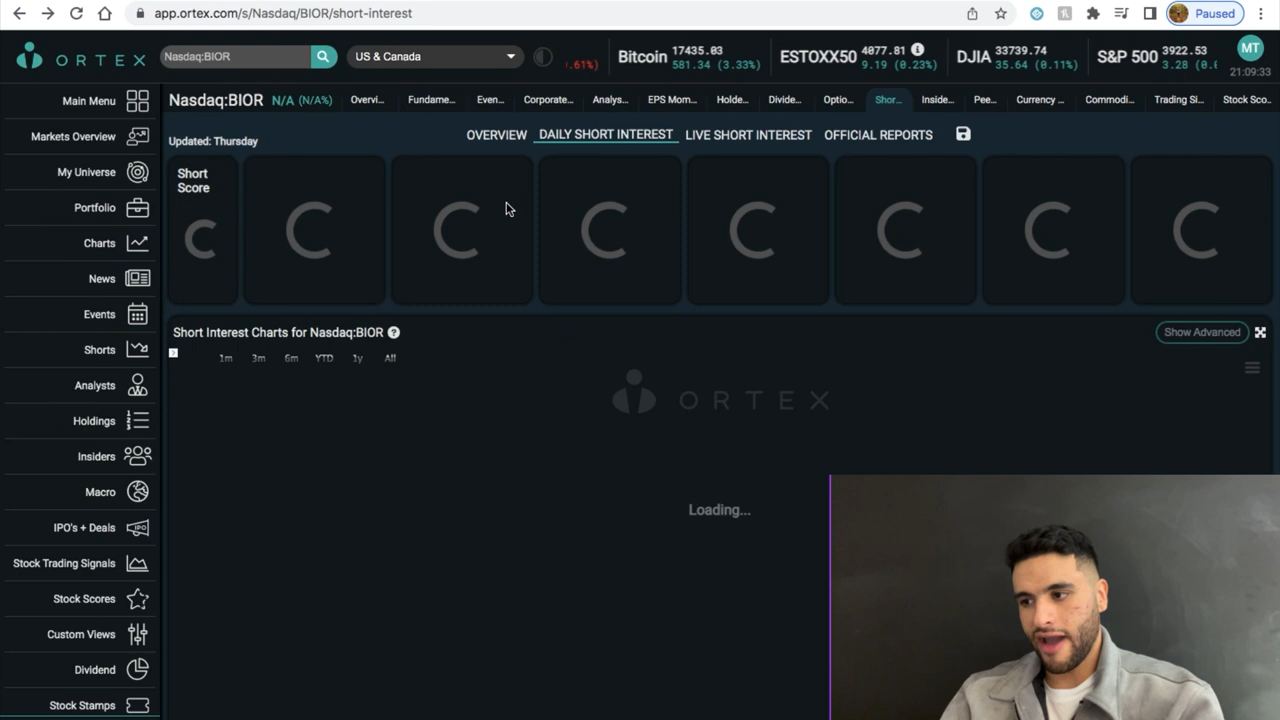 app.ortex.com/s/Nasdaq/BIOR/short-interest
Paused
ORTEX
Nasdaq:BIOR
US & Canada
.61%)
Bitcoin 17435.03
581.34 (3.33%)
ESTOXX50 4077.81
9.19 (0.23%)
DJIA 33739.74
35.64 (0.11%)
S&P 500 3922.53
3.28 (0.
MT
21:09:33
Main Menu
Markets Overview
My Universe
Portfolio
Charts
News
Events
Shorts
Analysts
Holdings
Insiders
Macro
IPO's + Deals
Stock Trading Signals
Stock Scores
Custom Views
Dividend
Stock Stamps
Nasdaq:BIOR N/A (N/A%)
Overvi...
Fundame...
Even...
Corporate...
Analys...
EPS Mom...
Holde...
Divide...
Optio...
Shor...
Inside...
Pee...
Currency ...
Commodi...
Trading Si...
Stock Sco..
Updated: Thursday
OVERVIEW
DAILY SHORT INTEREST
LIVE SHORT INTEREST
OFFICIAL REPORTS
Short
Score
Short Interest Charts for Nasdaq:BIOR
Show Advanced
1m 3m 6m YTD 1y All
ORTEX
Loading...